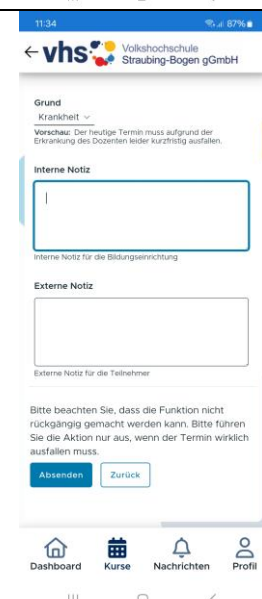 11:34
87%
vhs
Volkshochschule
Straubing-Bogen gGmbH
Grund
Krankheit
Vorschau: Der heutige Termin muss aufgrund der
Erkrankung des Dozenten leider kurzfristig ausfallen.
Interne Notiz
Interne Notiz für die Bildungseinrichtung
Externe Notiz
Externe Notiz für die Teilnehmer
Bitte beachten Sie, dass die Funktion nicht
rückgängig gemacht werden kann. Bitte führen
Sie die Aktion nur aus, wenn der Termin wirklich
ausfallen muss.
Absenden Zurück
Dashboard Kurse Nachrichten Profil